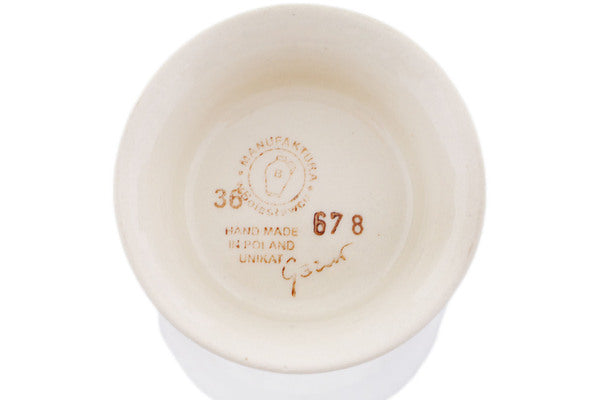 MANUFAKTURA
B
36
678
HAND MADE
IN POLAND
UNIKAT